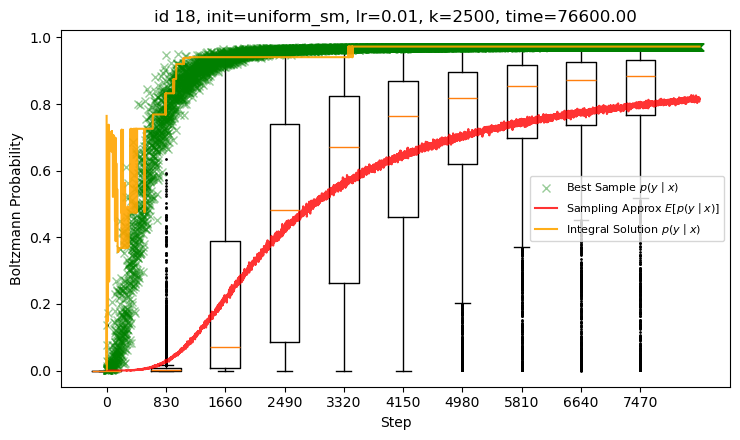 id 18, init=uniform_sm, lr=0.01, k=2500, time=76600.00
Boltzmann Probability
1.0
0.8
0.6
0.4
0.2
0.0
Best Sample p(y | x)
Sampling Approx E[p(y | x)]
Integral Solution p(y | x)
0 830 1660 2490 3320 4150 4980 5810 6640 7470
Step